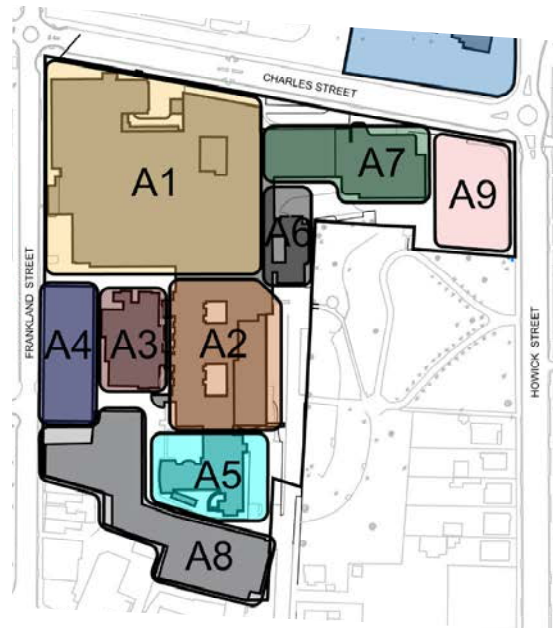 CHARLES STREET
A1
A7
A9
A6
FRANKLAND STREET
HOWICK STREET
A4
A3
A2
A5
A8